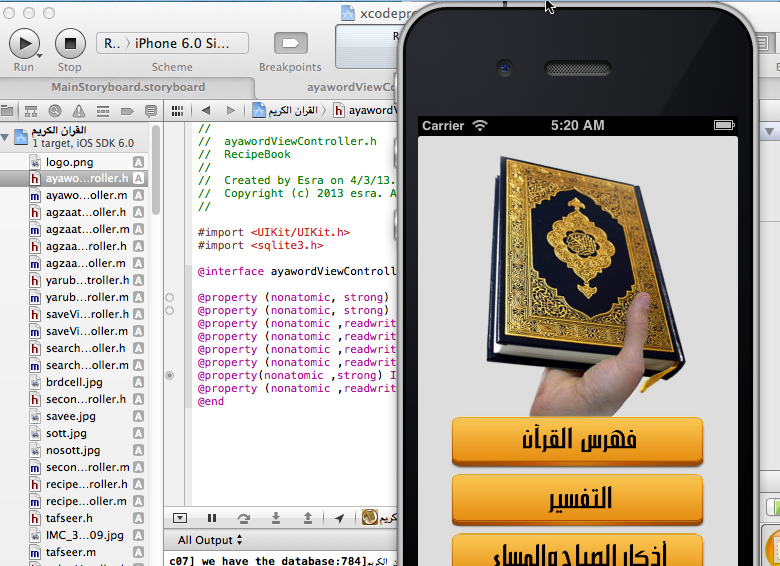 xcodepro
Run
Stop
R.. iPhone 6.0 Si...
Scheme
Breakpoints
MainStoryboard.storyboard
ayawordViewCo
القران الكريم
ayawordV
القران الكريم
1 target, iOS SDK 6.0
logo.png A
ayawo...roller.h A
ayawo...oller.m A
agzaat...oller.h A
agzaat...oller.m A
agzaa...roller.h A
agzaa...oller.m A
yarub...troller.h A
yarub...roller.m A
saveVi...roller.h A
saveVi...oller.m A
search...oller.h A
search...oller.m A
brdcell.jpg A
secon...roller.h A
savee.jpg A
sott.jpg A
nosott.jpg A
secon...roller.m A
recipe...roller.h A
recipe...oller.m A
tafseer.h A
IMC_3...09.jpg A
tafseer.m A
//
// ayawordViewController.h
// RecipeBook
//
// Created by Esra on 4/3/13.
// Copyright (c) 2013 esra. A
//
#import <UIKit/UIKit.h>
#import <sqlite3.h>
@interface ayawordViewControll
@property (nonatomic, strong)
@property (nonatomic, strong)
@property (nonatomic ,readwrit
@property (nonatomic ,readwrit
@property (nonatomic ,readwrit
@property (nonatomic ,readwrit
@property(nonatomic ,strong) I
@property (nonatomic ,readwrit
@end
All Output
c07] we have the database:784]
Carrier
5:20 AM
فهرس القرآن
التفسير
أذكار الصباح والمساء